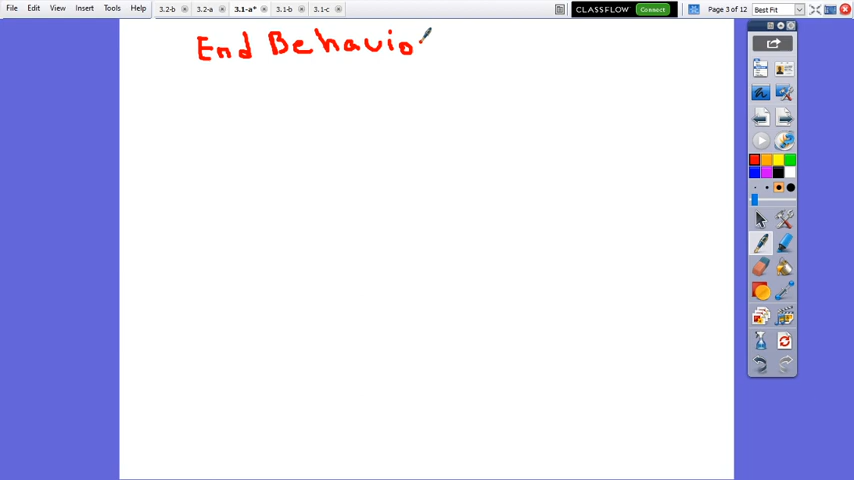 File Edit View Insert Tools Help 3.2-b 3.2-a 3.1-a* 3.1-b 3.1-c CLASSFLOW Connect Page 3 of 12 Best Fit
End Behavio